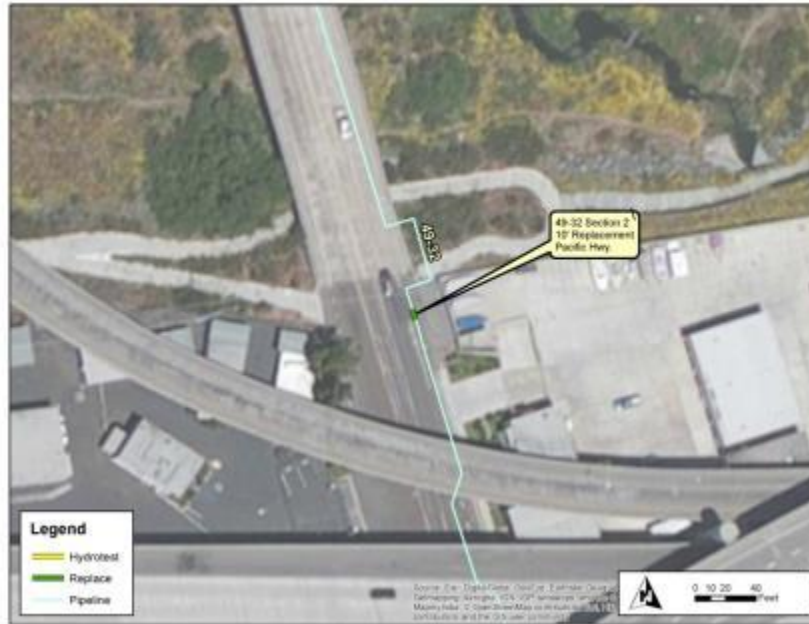 49-32
49-32 Section 2
10' Replacement
Pacific Hwy.
Legend
Hydrotest
Replace
Pipeline
N
0 10 20 40
Feet